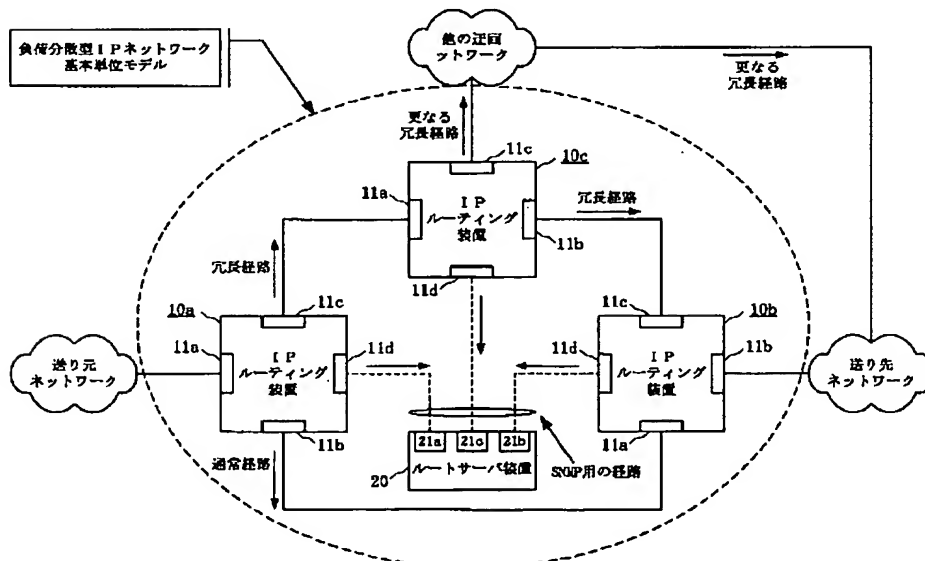 負荷分散型IPネットワーク
基本単位モデル
他の迂回
ットワーク
更なる
冗長経路
更なる
冗長経路
11c
10c
11a
IP
ルーティング
装置
冗長経路
11b
11d
冗長経路
10a
11c
11c
10b
送り元
ネットワーク
11a
IP
ルーティング
装置
11d
11d
IP
ルーティング
装置
11b
送り先
ネットワーク
11b
11a
通常経路
21a
21c
21b
20
ルートサーバ装置
SNMP用の経路